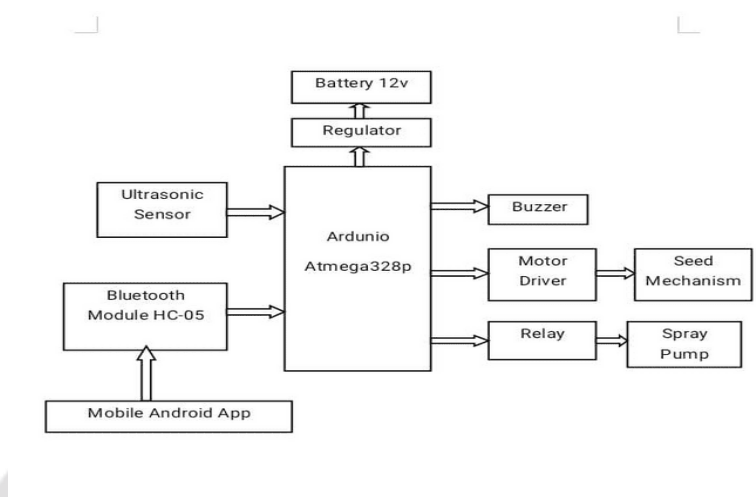 Battery 12v
Regulator
Ultrasonic
Sensor
Ardunio
Atmega328p
Buzzer
Motor
Driver
Seed
Mechanism
Bluetooth
Module HC-05
Relay
Spray
Pump
Mobile Android App